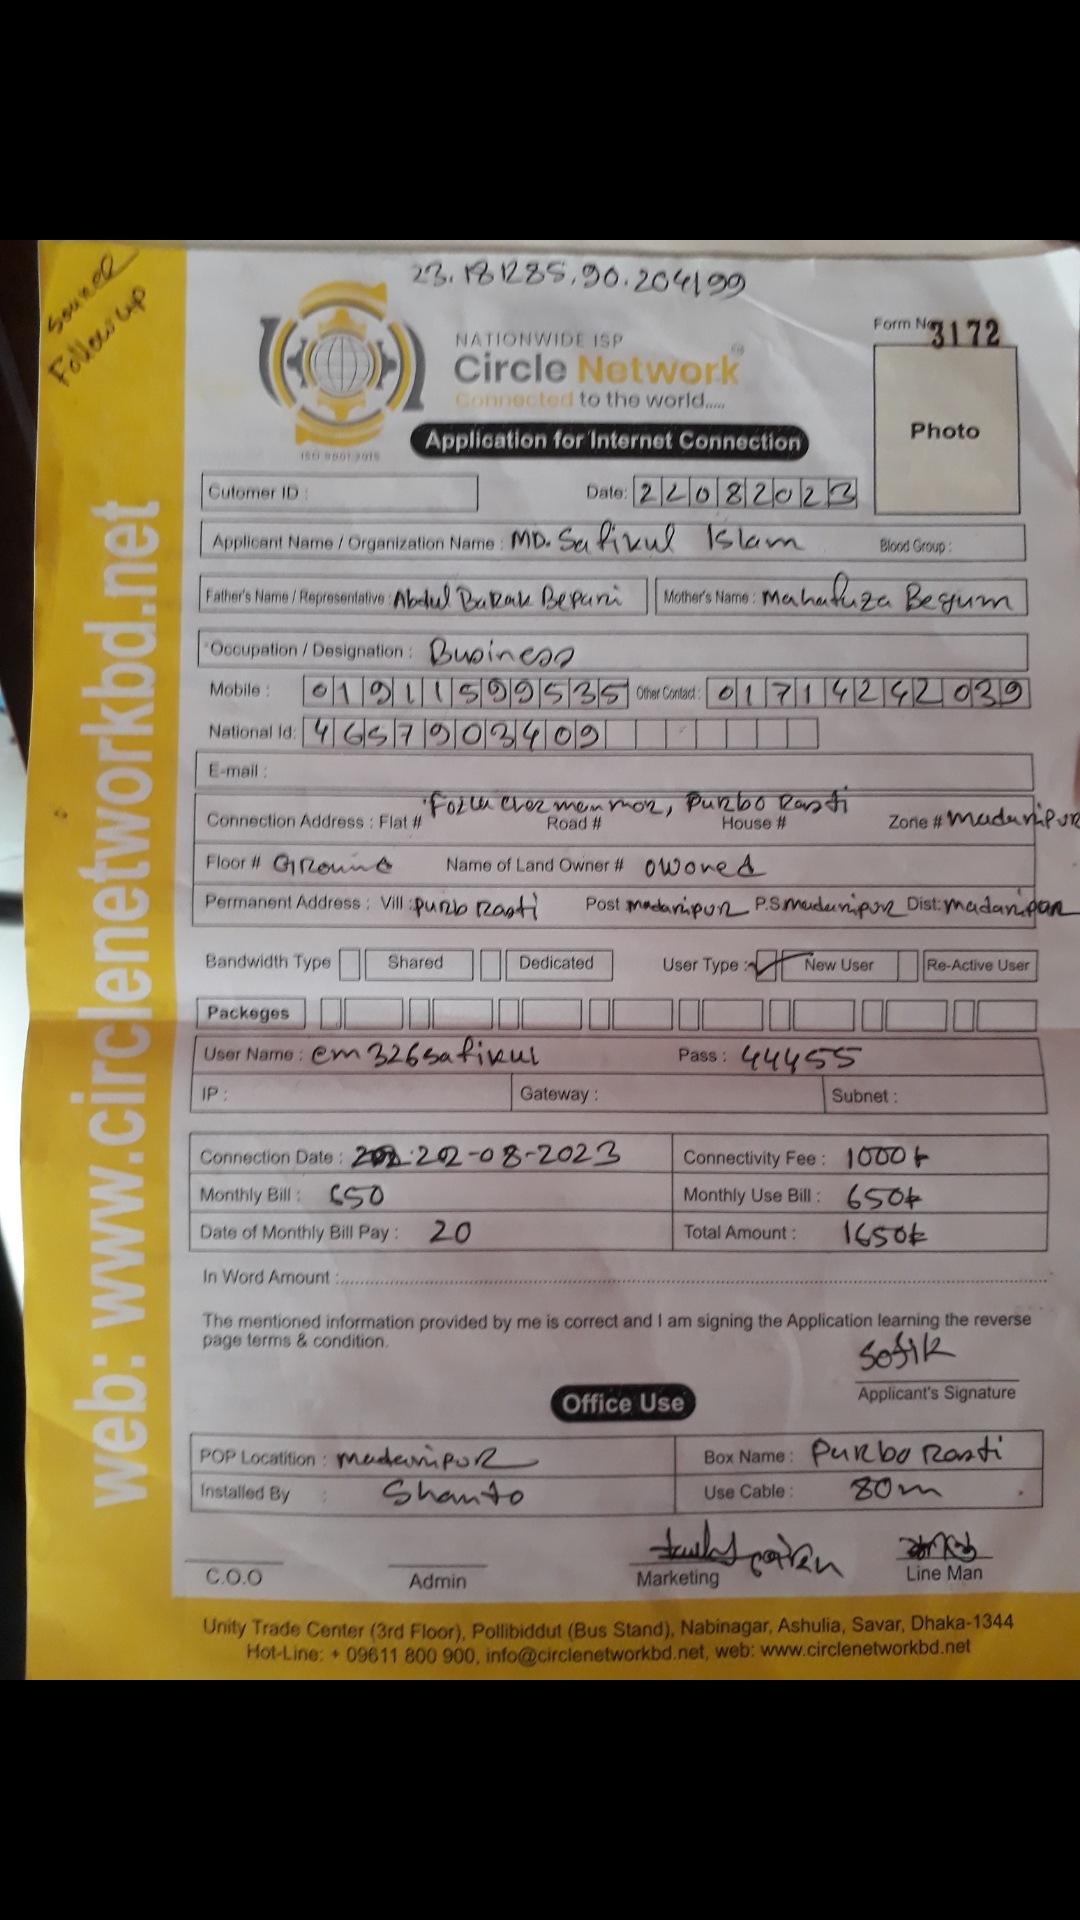 23.181285,90.204199
Sourcer
Follow up
Form No 3172
NATIONWIDE ISP
Circle Network
Connected to the world.....
ISO 9001:2015
Application for Internet Connection
Photo
Cutomer ID :
Date: 22082023
Applicant Name / Organization Name : MD. Safikul Islam Blood Group :
Father's Name / Representative : Abdul Barak Bepari Mother's Name : Mahafuza Begum
Occupation / Designation : Business
Mobile : 01911599535 Other Contact : 01714242039
National Id: 4657903409
E-mail :
Purbo Rasti
Connection Address : Flat # Road # House # Zone # Madaripur
Floor # Ground Name of Land Owner # owoned
Permanent Address : Vill : purb Rasti Post madaripur P.S madaripur Dist: madaripur
Bandwidth Type Shared Dedicated User Type : New User Re-Active User
Packeges
User Name : em326safikul Pass : 44455
IP : Gateway : Subnet :
Connection Date : 202-08-2023 Connectivity Fee : 1000t
Monthly Bill : 650 Monthly Use Bill : 650t
Date of Monthly Bill Pay : 20 Total Amount : 1650t
In Word Amount :
The mentioned information provided by me is correct and I am signing the Application learning the reverse
page terms & condition.
Sofik
Applicant's Signature
Office Use
POP Locatition : madaripur Box Name : Purbo Rasti
Installed By : Shanto Use Cable : 80m
C.O.O Admin Marketing Line Man
Unity Trade Center (3rd Floor), Pollibiddut (Bus Stand), Nabinagar, Ashulia, Savar, Dhaka-1344
Hot-Line: + 09611 800 900, info@circlenetworkbd.net, web: www.circlenetworkbd.net
web: www.circlenetworkbd.net